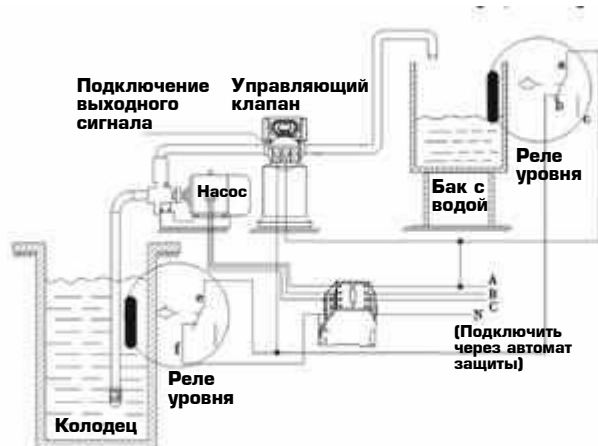 Подключение
выходного
сигнала
Управляющий
клапан
Насос
a
b
c
Реле
уровня
Бак с
водой
A
B
C
N
(Подключить
через автомат
защиты)
e
f
Реле
уровня
Колодец